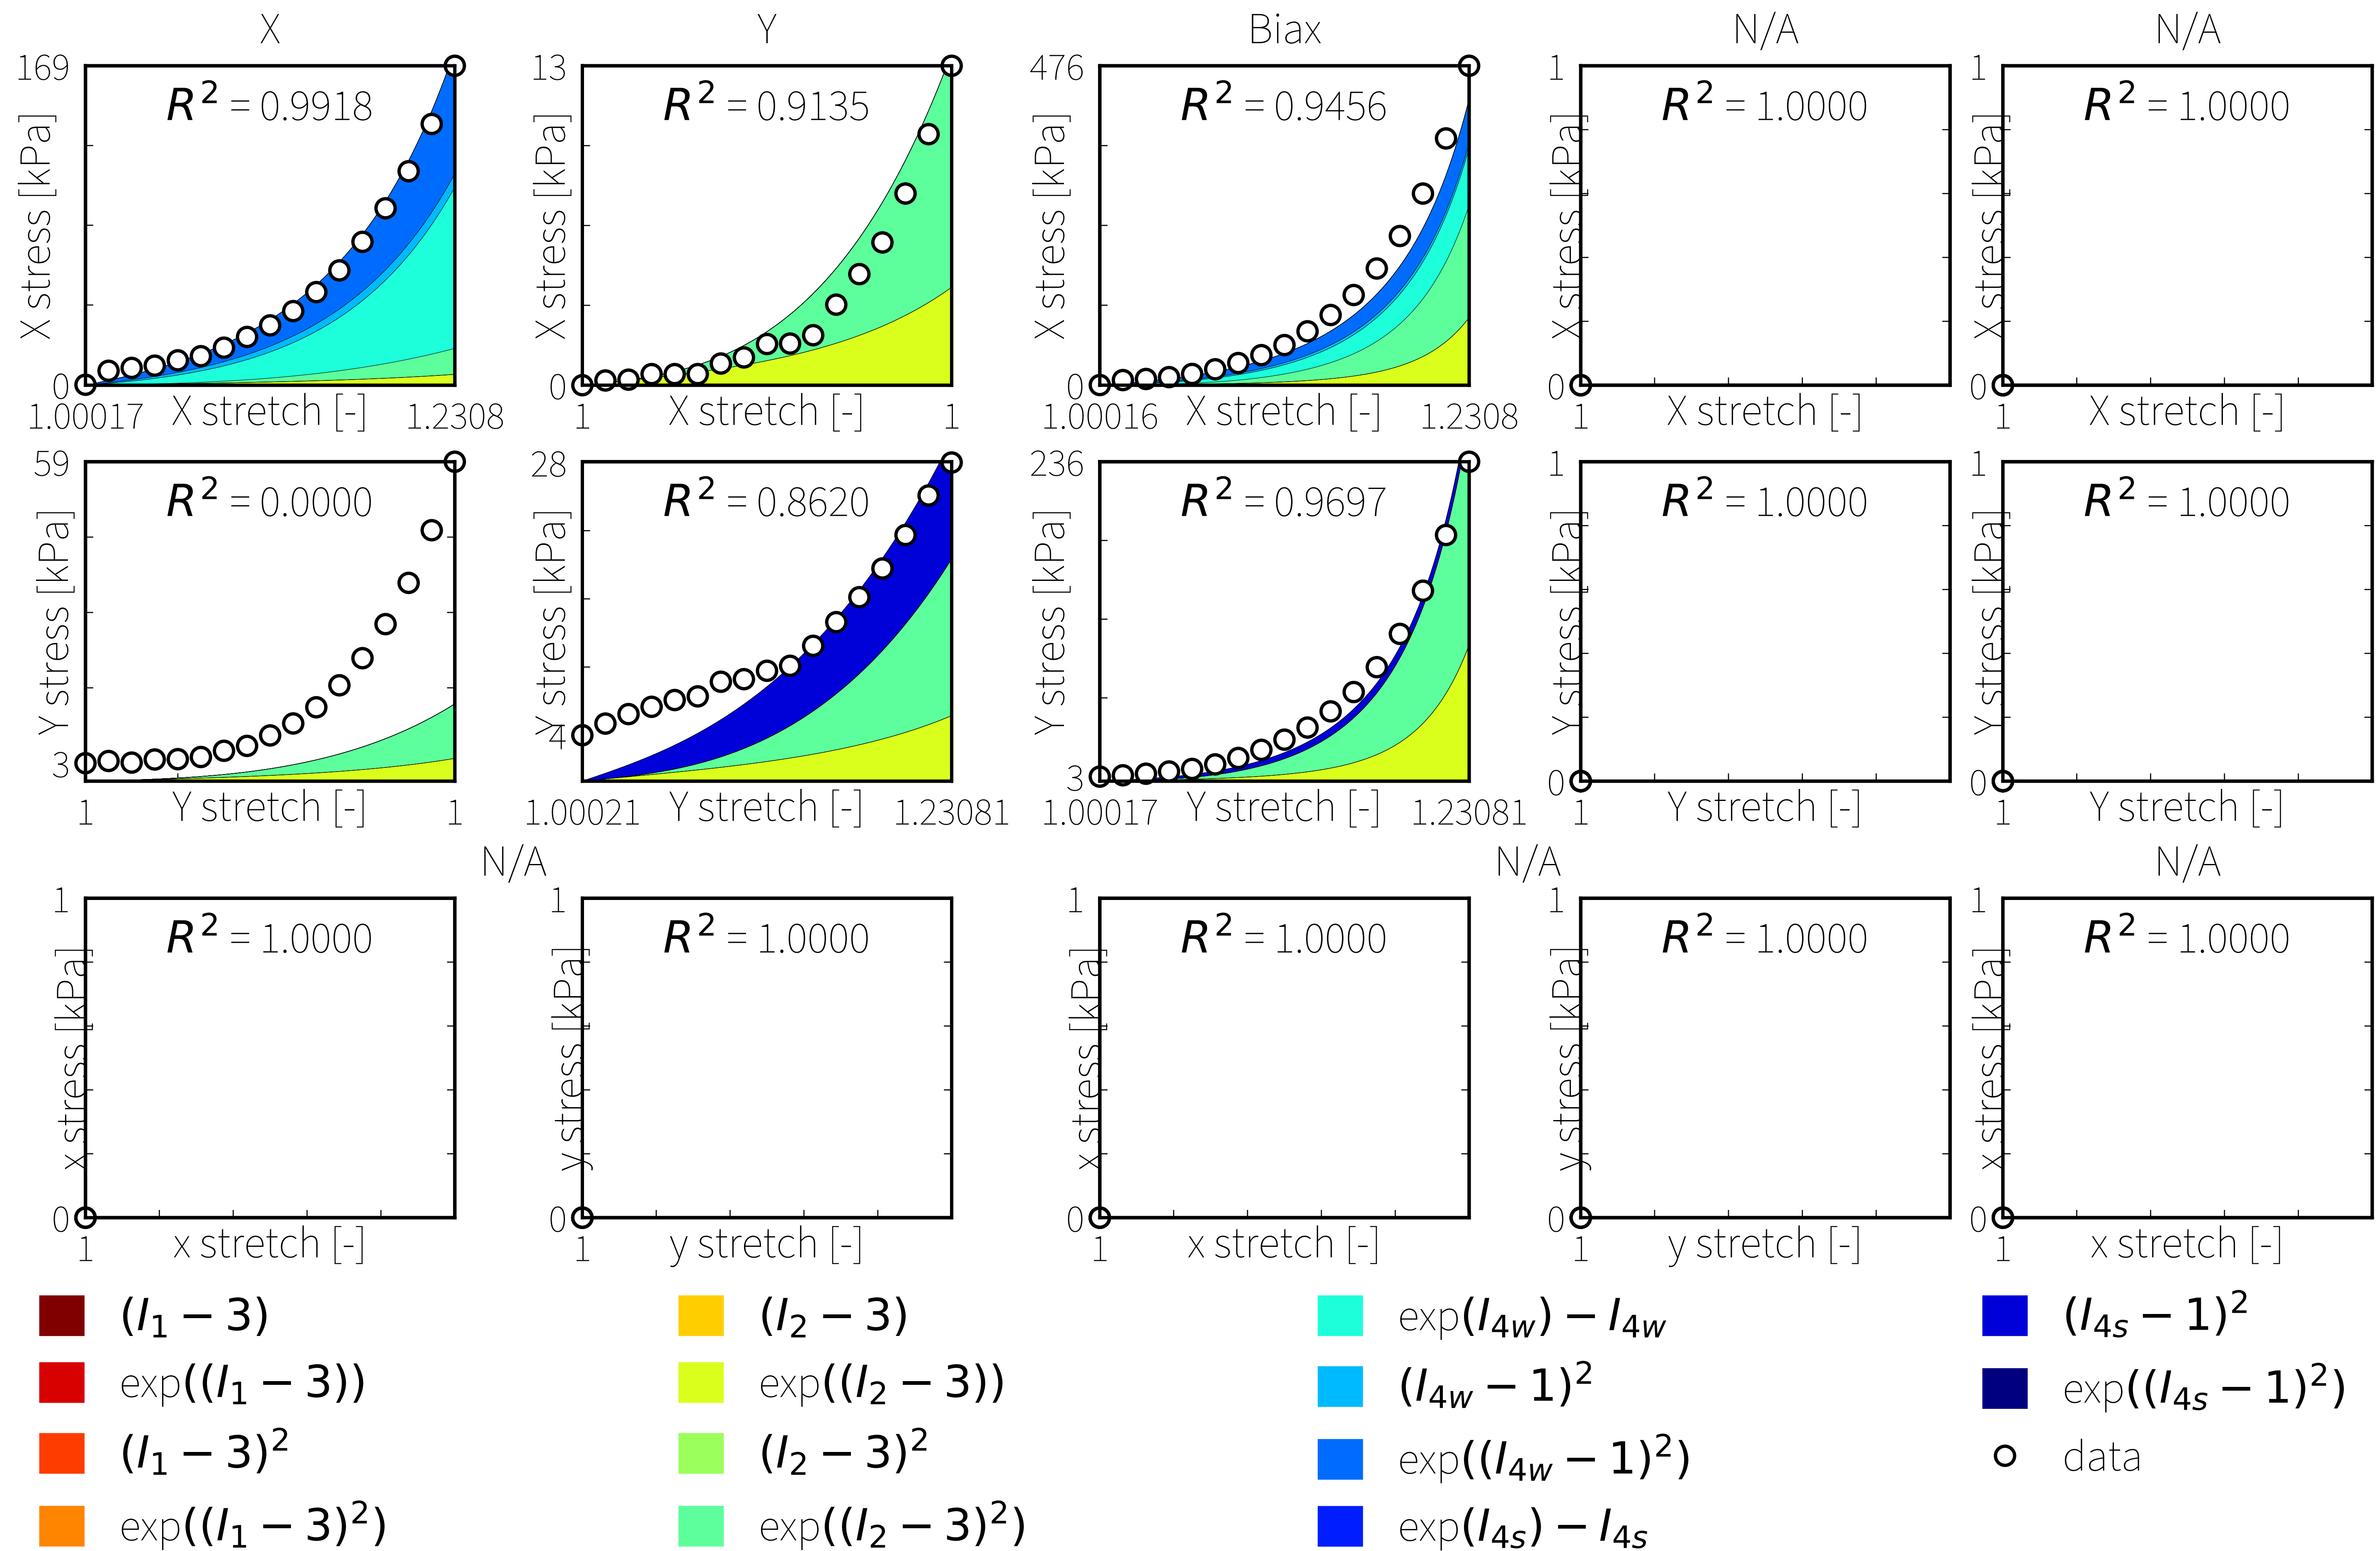 X Y Biax N/A N/A
169 13 476 1 1
R² = 0.9918 R² = 0.9135 R² = 0.9456 R² = 1.0000 R² = 1.0000
X stress [kPa] X stress [kPa] X stress [kPa] X stress [kPa] X stress [kPa]
0 0 0 0 0
1.00017 X stretch [-] 1.2308 1 X stretch [-] 1 1.00016 X stretch [-] 1.2308 1 X stretch [-] 1 X stretch [-]
59 28 236 1 1
R² = 0.0000 R² = 0.8620 R² = 0.9697 R² = 1.0000 R² = 1.0000
Y stress [kPa] Y stress [kPa] Y stress [kPa] Y stress [kPa] Y stress [kPa]
3 4 3 0 0
1 Y stretch [-] 1 1.00021 Y stretch [-] 1.23081 1.00017 Y stretch [-] 1.23081 1 Y stretch [-] 1 Y stretch [-]
N/A N/A N/A
1 1 1 1 1
R² = 1.0000 R² = 1.0000 R² = 1.0000 R² = 1.0000 R² = 1.0000
x stress [kPa] y stress [kPa] x stress [kPa] y stress [kPa] x stress [kPa]
0 0 0 0 0
1 x stretch [-] 1 y stretch [-] 1 x stretch [-] 1 y stretch [-] 1 x stretch [-]
(I₁ − 3) (I₂ − 3) exp(I₄w) − I₄w (I₄s − 1)²
exp((I₁ − 3)) exp((I₂ − 3)) (I₄w − 1)² exp((I₄s − 1)²)
(I₁ − 3)² (I₂ − 3)² exp((I₄w − 1)²) data
exp((I₁ − 3)²) exp((I₂ − 3)²) exp(I₄s) − I₄s